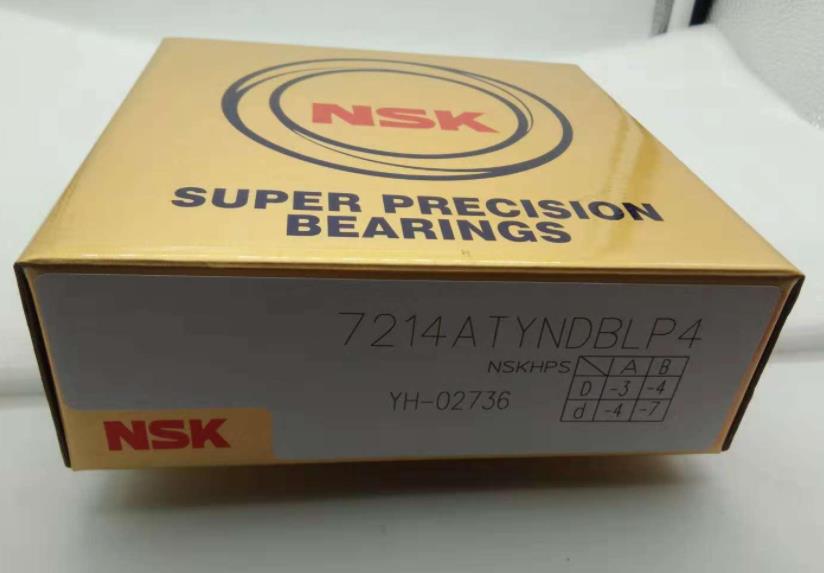 NSK
SUPER PRECISION
BEARINGS
7214ATYNDBLP4
NSKHPS A B
D -3 -4
YH-02736
d -4 -7
NSK